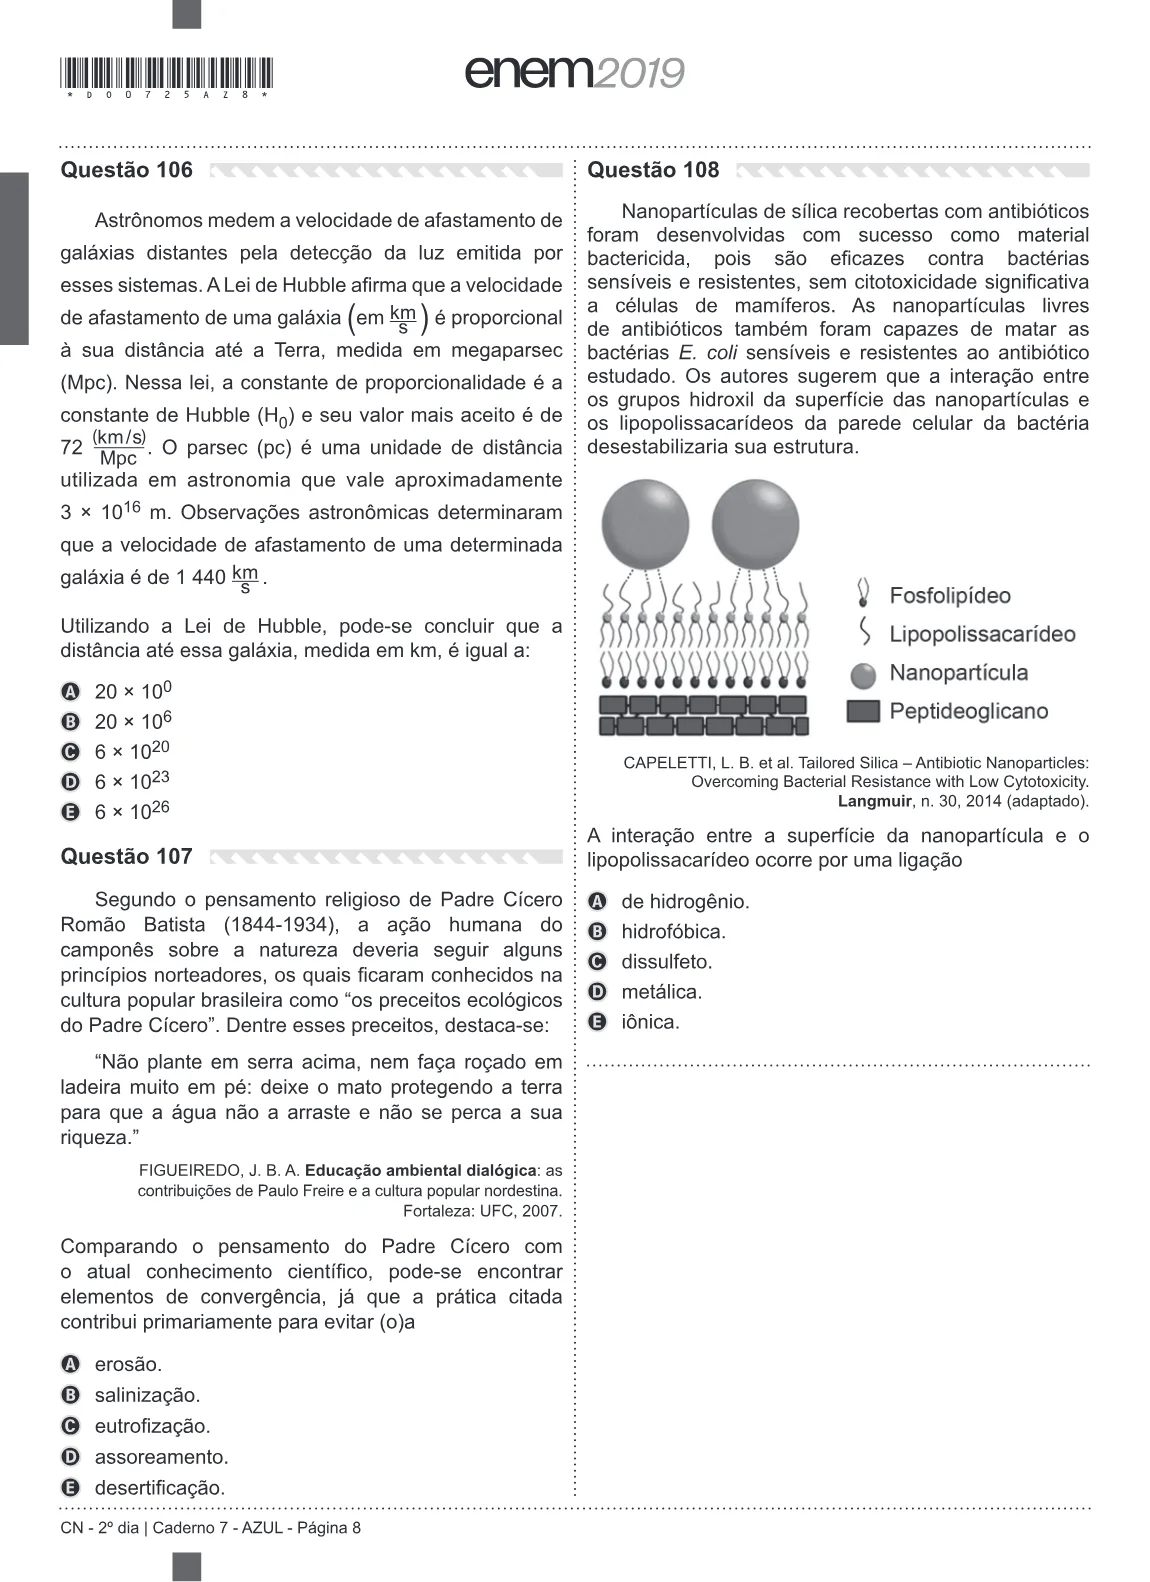 *DO0725AZ8*
enem2019
Questão 106
Astrônomos medem a velocidade de afastamento de
galáxias distantes pela detecção da luz emitida por
esses sistemas. A Lei de Hubble afirma que a velocidade
de afastamento de uma galáxia (em km/s) é proporcional
à sua distância até a Terra, medida em megaparsec
(Mpc). Nessa lei, a constante de proporcionalidade é a
constante de Hubble (H₀) e seu valor mais aceito é de
72 (km/s)/Mpc. O parsec (pc) é uma unidade de distância
utilizada em astronomia que vale aproximadamente
3 × 10¹⁶ m. Observações astronômicas determinaram
que a velocidade de afastamento de uma determinada
galáxia é de 1 440 km/s.
Utilizando a Lei de Hubble, pode-se concluir que a
distância até essa galáxia, medida em km, é igual a:
A 20 × 10⁰
B 20 × 10⁶
C 6 × 10²⁰
D 6 × 10²³
E 6 × 10²⁶
Questão 107
Segundo o pensamento religioso de Padre Cícero
Romão Batista (1844-1934), a ação humana do
camponês sobre a natureza deveria seguir alguns
princípios norteadores, os quais ficaram conhecidos na
cultura popular brasileira como “os preceitos ecológicos
do Padre Cícero”. Dentre esses preceitos, destaca-se:
“Não plante em serra acima, nem faça roçado em
ladeira muito em pé: deixe o mato protegendo a terra
para que a água não a arraste e não se perca a sua
riqueza.”
FIGUEIREDO, J. B. A. Educação ambiental dialógica: as
contribuições de Paulo Freire e a cultura popular nordestina.
Fortaleza: UFC, 2007.
Comparando o pensamento do Padre Cícero com
o atual conhecimento científico, pode-se encontrar
elementos de convergência, já que a prática citada
contribui primariamente para evitar (o)a
A erosão.
B salinização.
C eutrofização.
D assoreamento.
E desertificação.
Questão 108
Nanopartículas de sílica recobertas com antibióticos
foram desenvolvidas com sucesso como material
bactericida, pois são eficazes contra bactérias
sensíveis e resistentes, sem citotoxicidade significativa
a células de mamíferos. As nanopartículas livres
de antibióticos também foram capazes de matar as
bactérias E. coli sensíveis e resistentes ao antibiótico
estudado. Os autores sugerem que a interação entre
os grupos hidroxil da superfície das nanopartículas e
os lipopolissacarídeos da parede celular da bactéria
desestabilizaria sua estrutura.
Fosfolipídeo
Lipopolissacarídeo
Nanopartícula
Peptideoglicano
CAPELETTI, L. B. et al. Tailored Silica – Antibiotic Nanoparticles:
Overcoming Bacterial Resistance with Low Cytotoxicity.
Langmuir, n. 30, 2014 (adaptado).
A interação entre a superfície da nanopartícula e o
lipopolissacarídeo ocorre por uma ligação
A de hidrogênio.
B hidrofóbica.
C dissulfeto.
D metálica.
E iônica.
CN - 2º dia | Caderno 7 - AZUL - Página 8